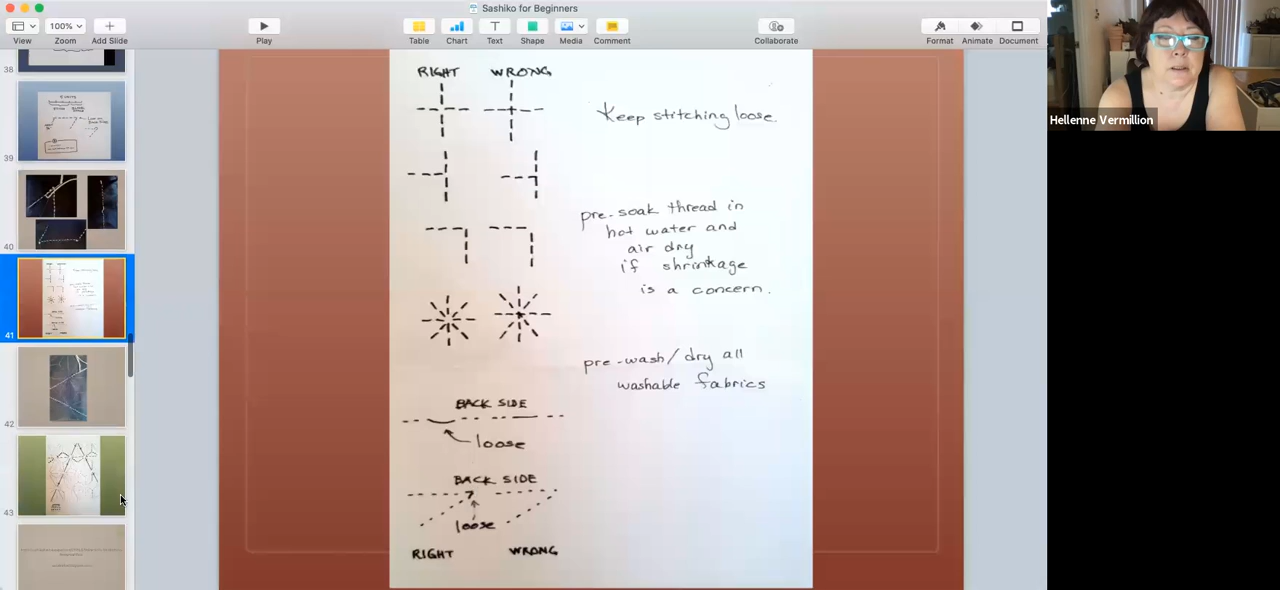 Sashiko for Beginners
100%
View
Zoom
Add Slide
Play
Table
Chart
Text
Shape
Media
Comment
Collaborate
Format
Animate
Document
38
39
40
41
42
43
RIGHT WRONG
Keep stitching loose.
pre-soak thread in
hot water and
air dry
if shrinkage
is a concern.
pre-wash/dry all
washable fabrics
BACK SIDE
loose
BACK SIDE
loose
RIGHT WRONG
Hellenne Vermillion